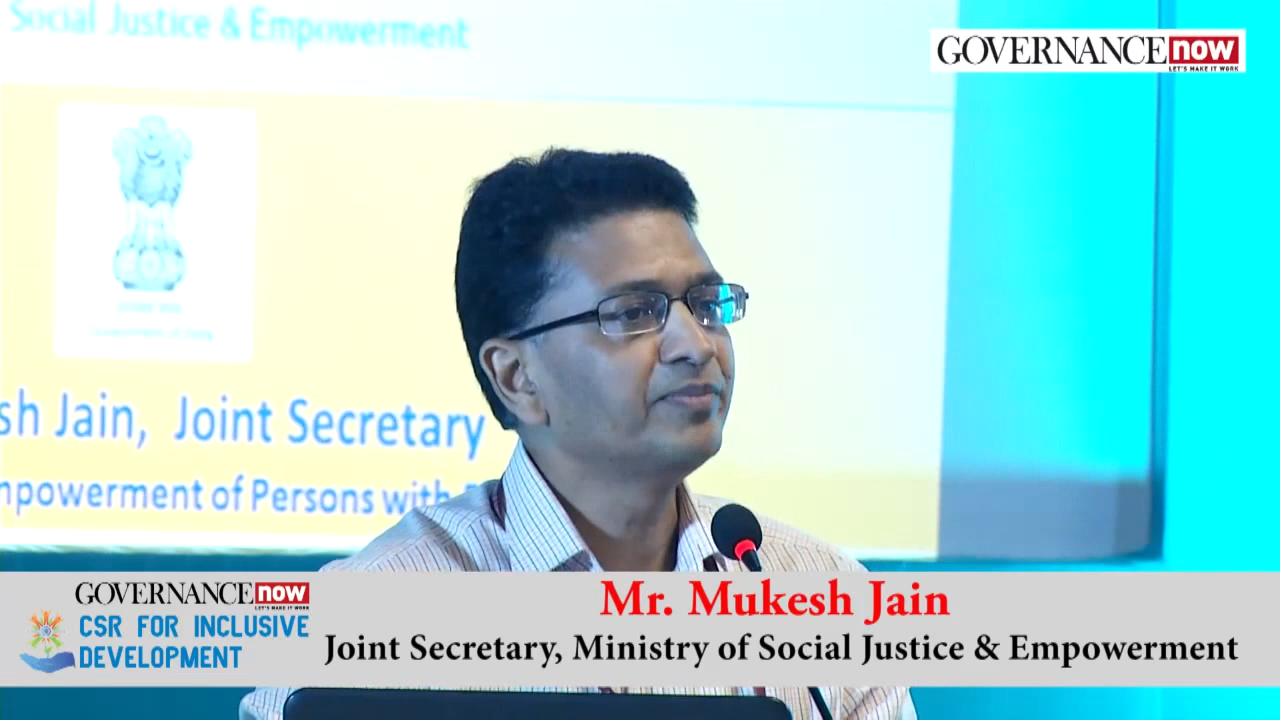 Social Justice & Empowerment
GOVERNANCE now
LET'S MAKE IT WORK
sh Jain, Joint Secretary
mpowerment of Persons with
GOVERNANCE now
LET'S MAKE IT WORK
CSR FOR INCLUSIVE
DEVELOPMENT
Mr. Mukesh Jain
Joint Secretary, Ministry of Social Justice & Empowerment